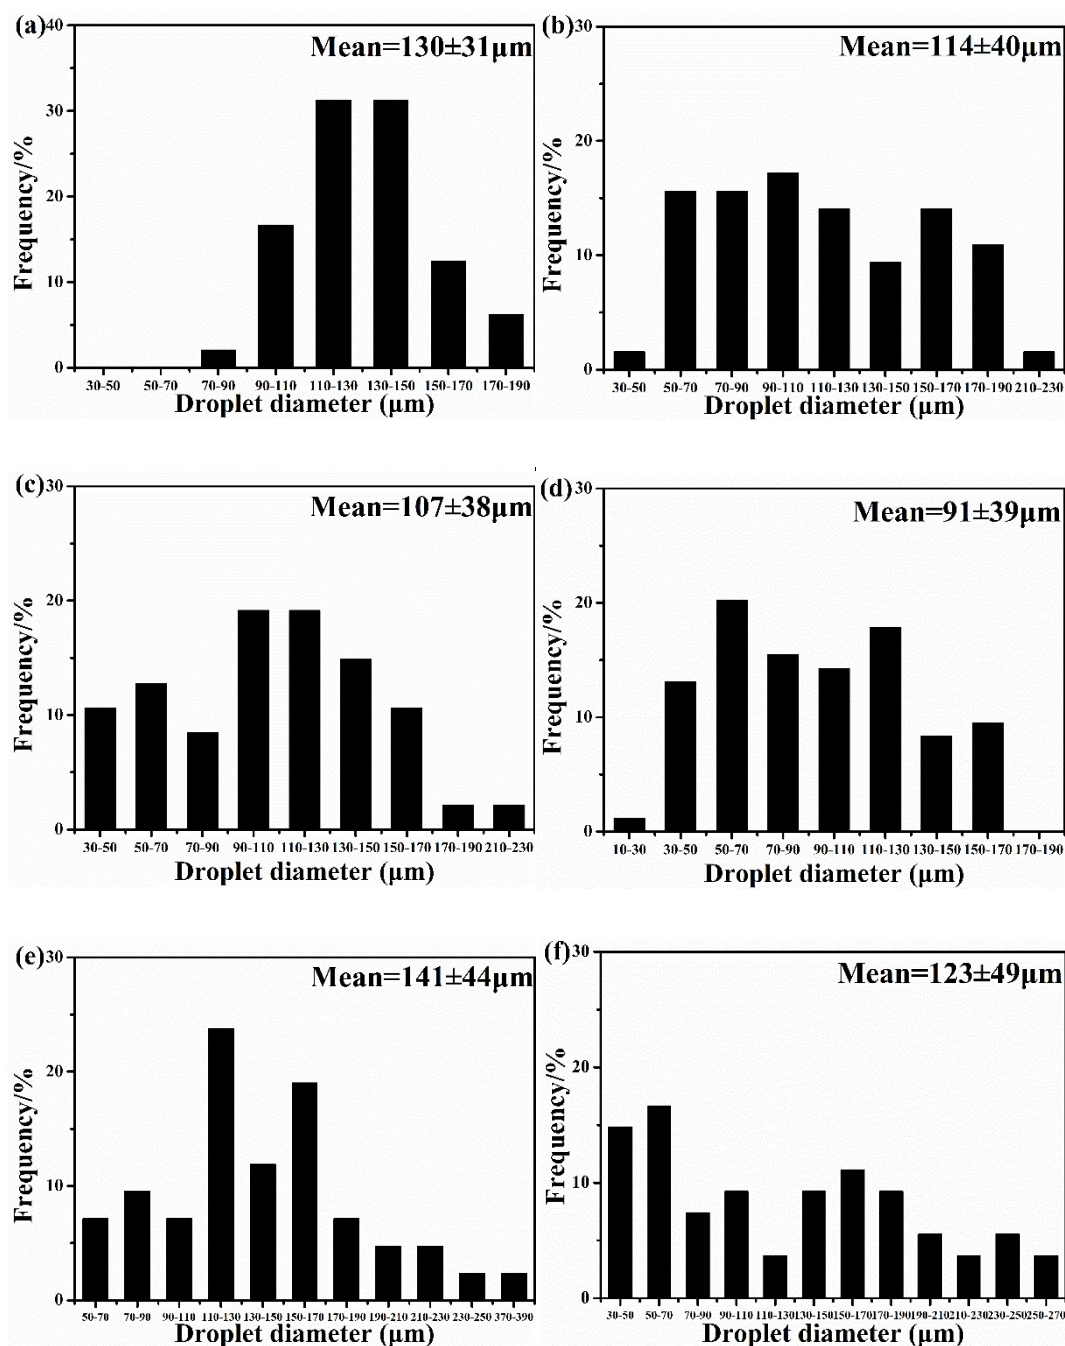 (a)
Mean=130±31μm
Frequency/%
40
30
20
10
0
30-50 50-70 70-90 90-110 110-130 130-150 150-170 170-190
Droplet diameter (μm)
(b)
Mean=114±40μm
Frequency/%
30
20
10
0
30-50 50-70 70-90 90-110 110-130 130-150 150-170 170-190 210-230
Droplet diameter (μm)
(c)
Mean=107±38μm
Frequency/%
30
20
10
0
30-50 50-70 70-90 90-110 110-130 130-150 150-170 170-190 210-230
Droplet diameter (μm)
(d)
Mean=91±39μm
Frequency/%
30
20
10
0
10-30 30-50 50-70 70-90 90-110 110-130 130-150 150-170 170-190
Droplet diameter (μm)
(e)
Mean=141±44μm
Frequency/%
30
20
10
0
50-70 70-90 90-110 110-130 130-150 150-170 170-190 190-210 210-230 230-250 370-390
Droplet diameter (μm)
(f)
Mean=123±49μm
Frequency/%
30
20
10
0
30-50 50-70 70-90 90-110 110-130 130-150 150-170 170-190 190-210 210-230 230-250 250-270
Droplet diameter (μm)